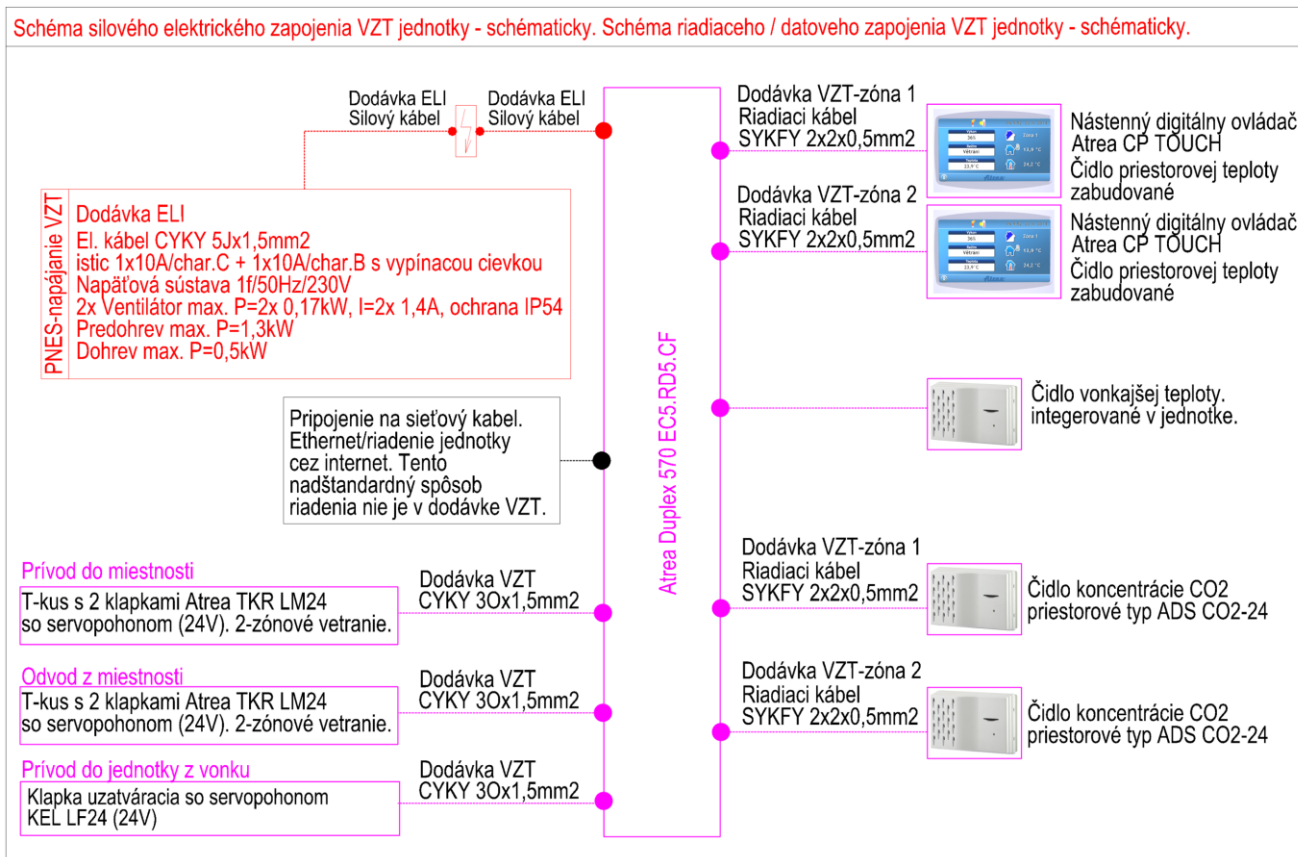 Schéma silového elektrického zapojenia VZT jednotky - schématicky. Schéma riadiaceho / datoveho zapojenia VZT jednotky - schématicky.
Dodávka ELI
Silový kábel
Dodávka ELI
Silový kábel
PNES-napájanie VZT
Dodávka ELI
El. kábel CYKY 5Jx1,5mm2
istic 1x10A/char.C + 1x10A/char.B s vypínacou cievkou
Napäťová sústava 1f/50Hz/230V
2x Ventilátor max. P=2x 0,17kW, I=2x 1,4A, ochrana IP54
Predohrev max. P=1,3kW
Dohrev max. P=0,5kW
Pripojenie na sieťový kabel.
Ethernet/riadenie jednotky
cez internet. Tento
nadštandardný spôsob
riadenia nie je v dodávke VZT.
Prívod do miestnosti
T-kus s 2 klapkami Atrea TKR LM24
so servopohonom (24V). 2-zónové vetranie.
Dodávka VZT
CYKY 3Ox1,5mm2
Odvod z miestnosti
T-kus s 2 klapkami Atrea TKR LM24
so servopohonom (24V). 2-zónové vetranie.
Dodávka VZT
CYKY 3Ox1,5mm2
Prívod do jednotky z vonku
Klapka uzatváracia so servopohonom
KEL LF24 (24V)
Dodávka VZT
CYKY 3Ox1,5mm2
Atrea Duplex 570 EC5.RD5.CF
Dodávka VZT-zóna 1
Riadiaci kábel
SYKFY 2x2x0,5mm2
Nástenný digitálny ovládač
Atrea CP TOUCH
Čidlo priestorovej teploty
zabudované
Dodávka VZT-zóna 2
Riadiaci kábel
SYKFY 2x2x0,5mm2
Nástenný digitálny ovládač
Atrea CP TOUCH
Čidlo priestorovej teploty
zabudované
Čidlo vonkajšej teploty.
integerované v jednotke.
Dodávka VZT-zóna 1
Riadiaci kábel
SYKFY 2x2x0,5mm2
Čidlo koncentrácie CO2
priestorové typ ADS CO2-24
Dodávka VZT-zóna 2
Riadiaci kábel
SYKFY 2x2x0,5mm2
Čidlo koncentrácie CO2
priestorové typ ADS CO2-24